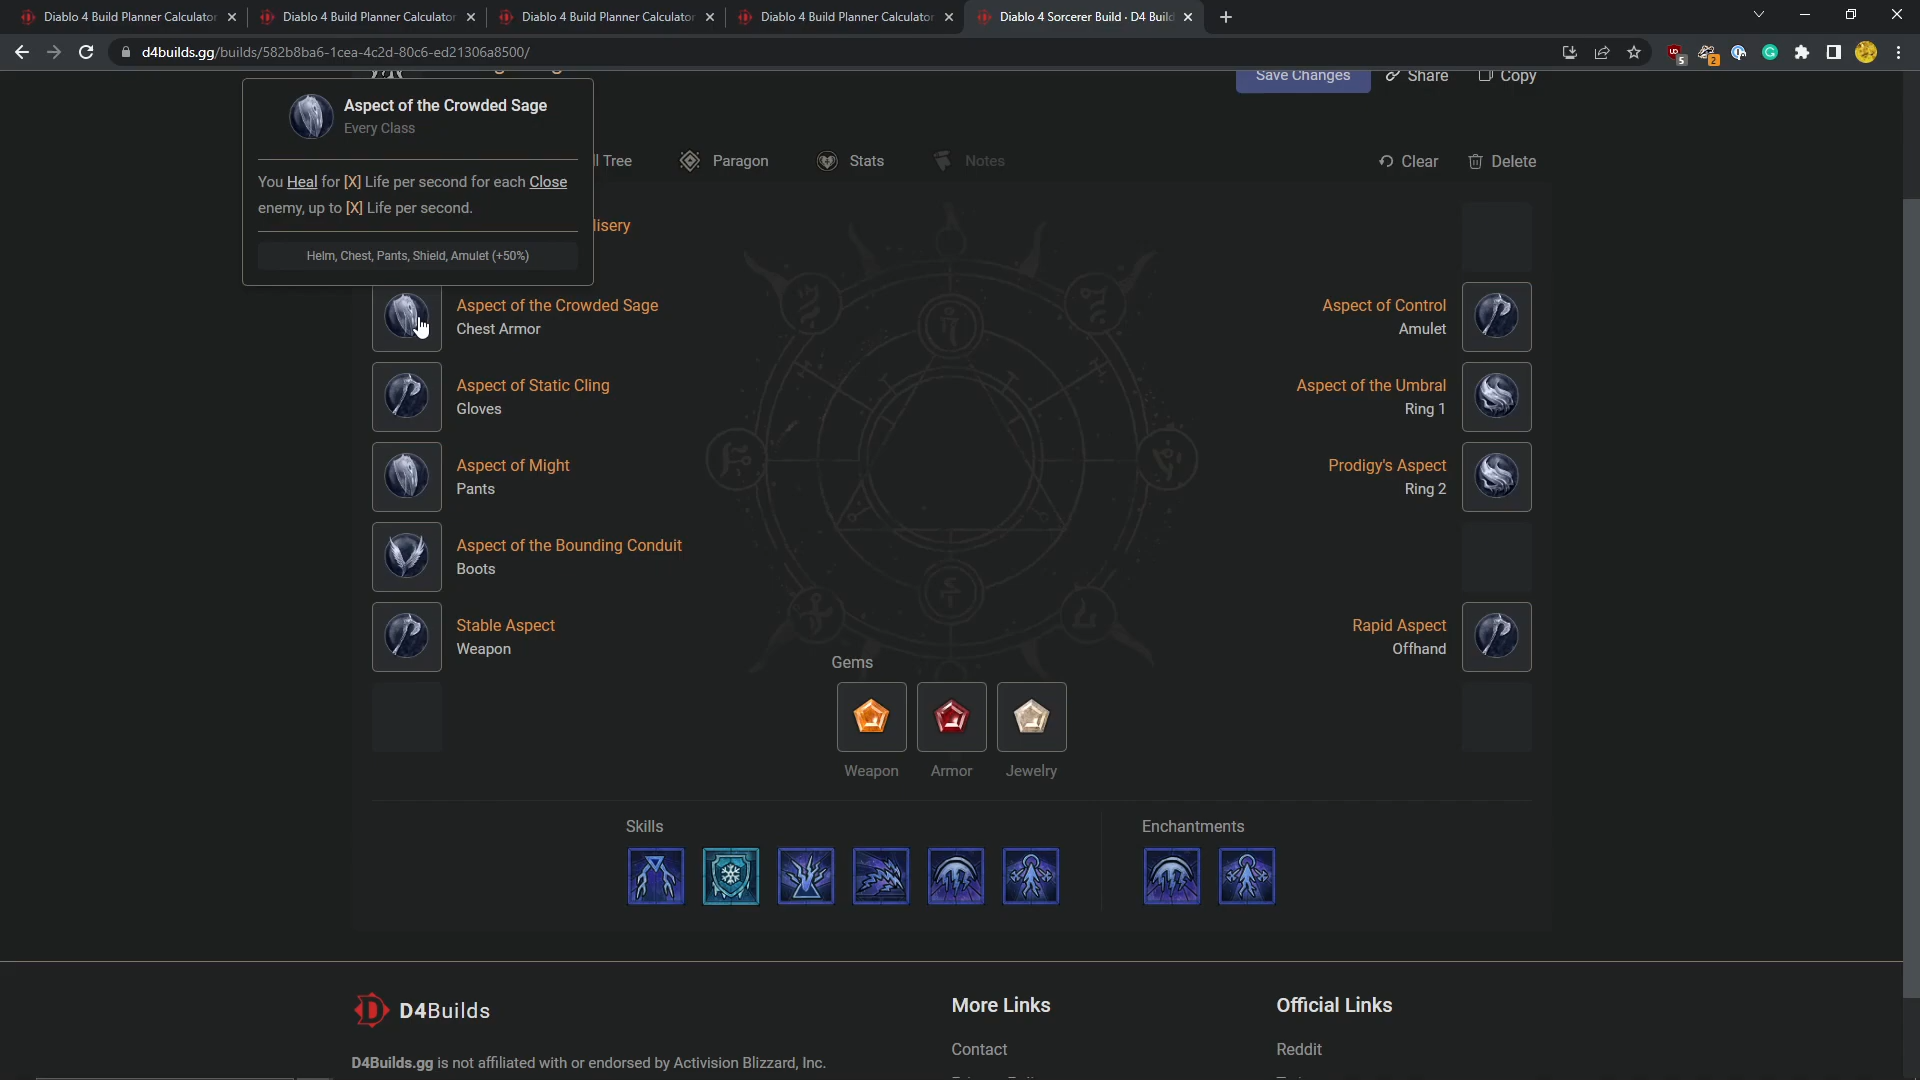 Diablo 4 Build Planner Calculator
Diablo 4 Build Planner Calculator
Diablo 4 Build Planner Calculator
Diablo 4 Build Planner Calculator
Diablo 4 Sorcerer Build · D4 Build
d4builds.gg/builds/582b8ba6-1cea-4c2d-80c6-ed21306a8500/
5
2
Save Changes
Share
Copy
Aspect of the Crowded Sage
Every Class
You Heal for [X] Life per second for each Close
enemy, up to [X] Life per second.
Helm, Chest, Pants, Shield, Amulet (+50%)
ll Tree
Paragon
Stats
Notes
Clear
Delete
lisery
Aspect of the Crowded Sage
Chest Armor
Aspect of Static Cling
Gloves
Aspect of Might
Pants
Aspect of the Bounding Conduit
Boots
Stable Aspect
Weapon
Aspect of Control
Amulet
Aspect of the Umbral
Ring 1
Prodigy's Aspect
Ring 2
Rapid Aspect
Offhand
Gems
Weapon
Armor
Jewelry
Skills
Enchantments
D4Builds
D4Builds.gg is not affiliated with or endorsed by Activision Blizzard, Inc.
More Links
Contact
Official Links
Reddit